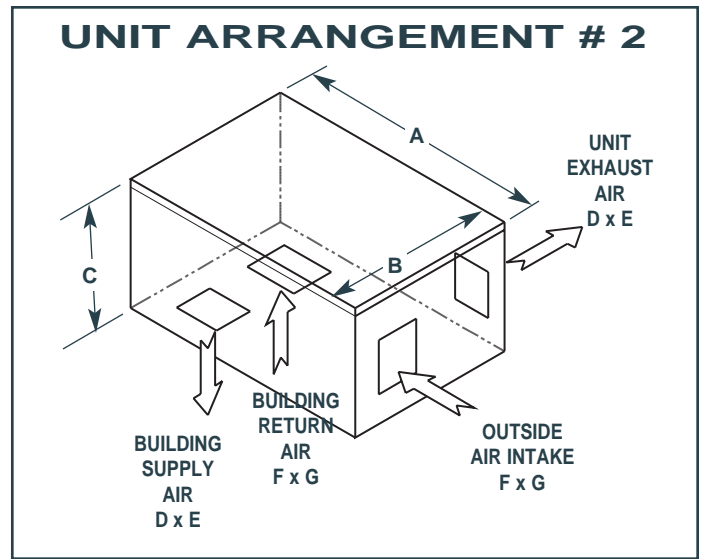 UNIT ARRANGEMENT # 2
A
UNIT
EXHAUST
AIR
D x E
B
C
BUILDING
RETURN
AIR
F x G
OUTSIDE
AIR INTAKE
F x G
BUILDING
SUPPLY
AIR
D x E